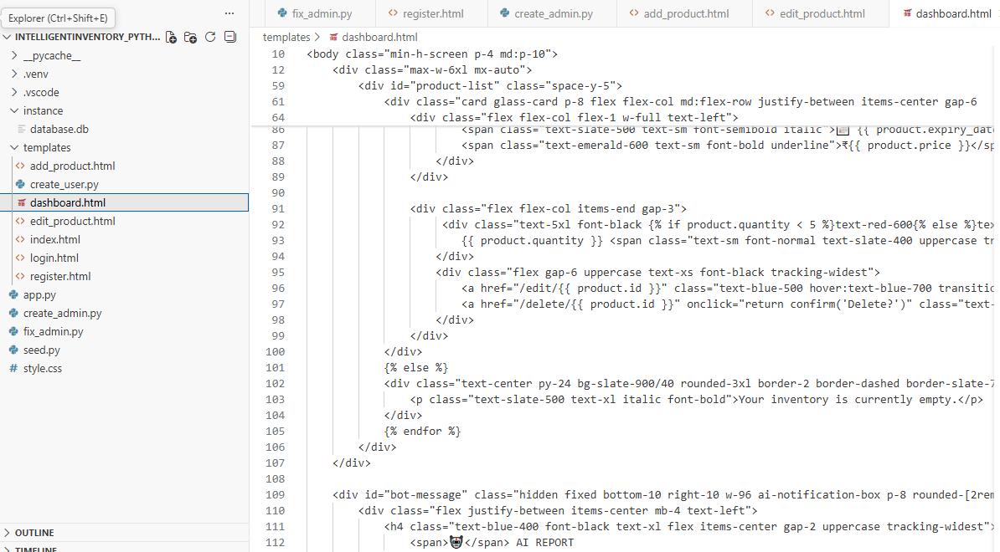 Explorer (Ctrl+Shift+E)
INTELLIGENTINVENTORY_PYTH...
__pycache__
.venv
.vscode
instance
database.db
templates
add_product.html
create_user.py
dashboard.html
edit_product.html
index.html
login.html
register.html
app.py
create_admin.py
fix_admin.py
seed.py
# style.css
OUTLINE
TIMELINE
fix_admin.py
register.html
create_admin.py
add_product.html
edit_product.html
dashboard.html
templates > dashboard.html
10 <body class="min-h-screen p-4 md:p-10">
12 <div class="max-w-6xl mx-auto">
59 <div id="product-list" class="space-y-5">
61 <div class="card glass-card p-8 flex flex-col md:flex-row justify-between items-center gap-6
64 <div class="flex flex-col flex-1 w-full text-left">
86 <span class="text-slate-500 text-sm font-semibold italic">📅 {{ product.expiry_date
87 <span class="text-emerald-600 text-sm font-bold underline">₹{{ product.price }}</sp
88 </div>
89 </div>
90
91 <div class="flex flex-col items-end gap-3">
92 <div class="text-5xl font-black {% if product.quantity < 5 %}text-red-600{% else %}tex
93 {{ product.quantity }} <span class="text-sm font-normal text-slate-400 uppercase tr
94 </div>
95 <div class="flex gap-6 uppercase text-xs font-black tracking-widest">
96 <a href="/edit/{{ product.id }}" class="text-blue-500 hover:text-blue-700 transitio
97 <a href="/delete/{{ product.id }}" onclick="return confirm('Delete?')" class="text-
98 </div>
99 </div>
100 </div>
101 {% else %}
102 <div class="text-center py-24 bg-slate-900/40 rounded-3xl border-2 border-dashed border-slate-7
103 <p class="text-slate-500 text-xl italic font-bold">Your inventory is currently empty.</p>
104 </div>
105 {% endfor %}
106 </div>
107 </div>
108
109 <div id="bot-message" class="hidden fixed bottom-10 right-10 w-96 ai-notification-box p-8 rounded-[2rem
110 <div class="flex justify-between items-center mb-4 text-left">
111 <h4 class="text-blue-400 font-black text-xl flex items-center gap-2 uppercase tracking-widest">
112 <span>🤖</span> AI REPORT